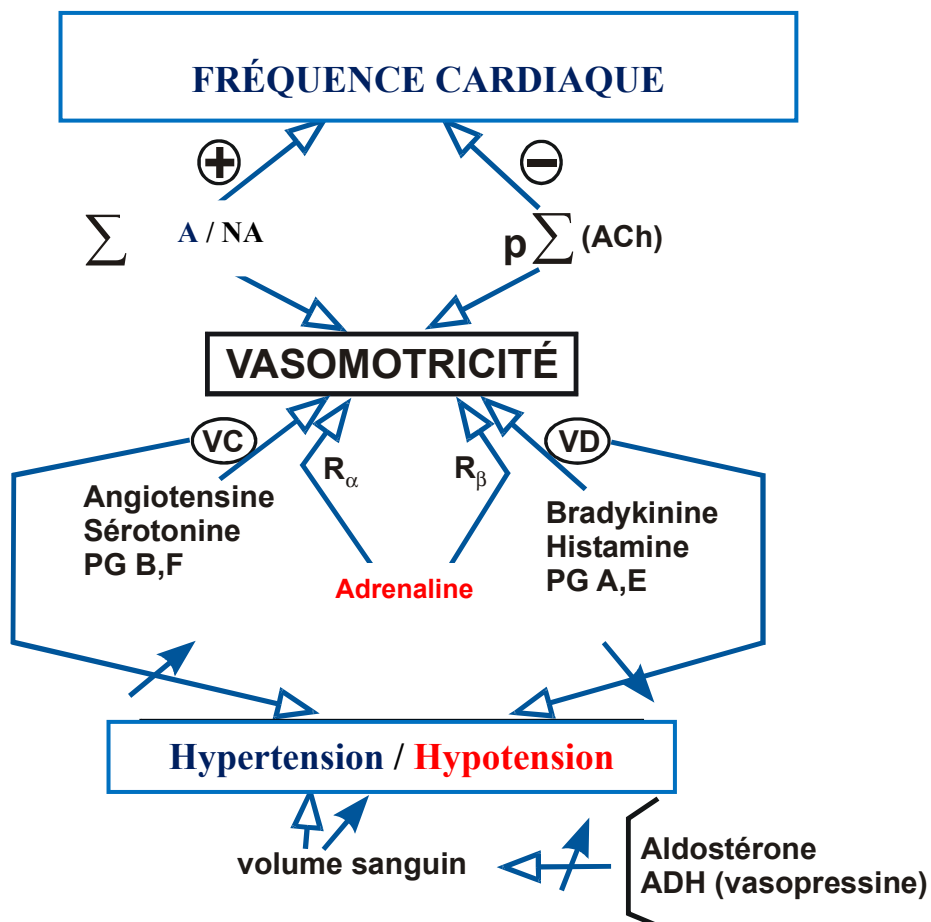 FRÉQUENCE CARDIAQUE
+
−
∑ A / NA
p ∑ (ACh)
VASOMOTRICITÉ
VC
VD
Rα
Rβ
Angiotensine
Sérotonine
PG B,F
Bradykinine
Histamine
PG A,E
Adrenaline
Hypertension / Hypotension
volume sanguin
Aldostérone
ADH (vasopressine)